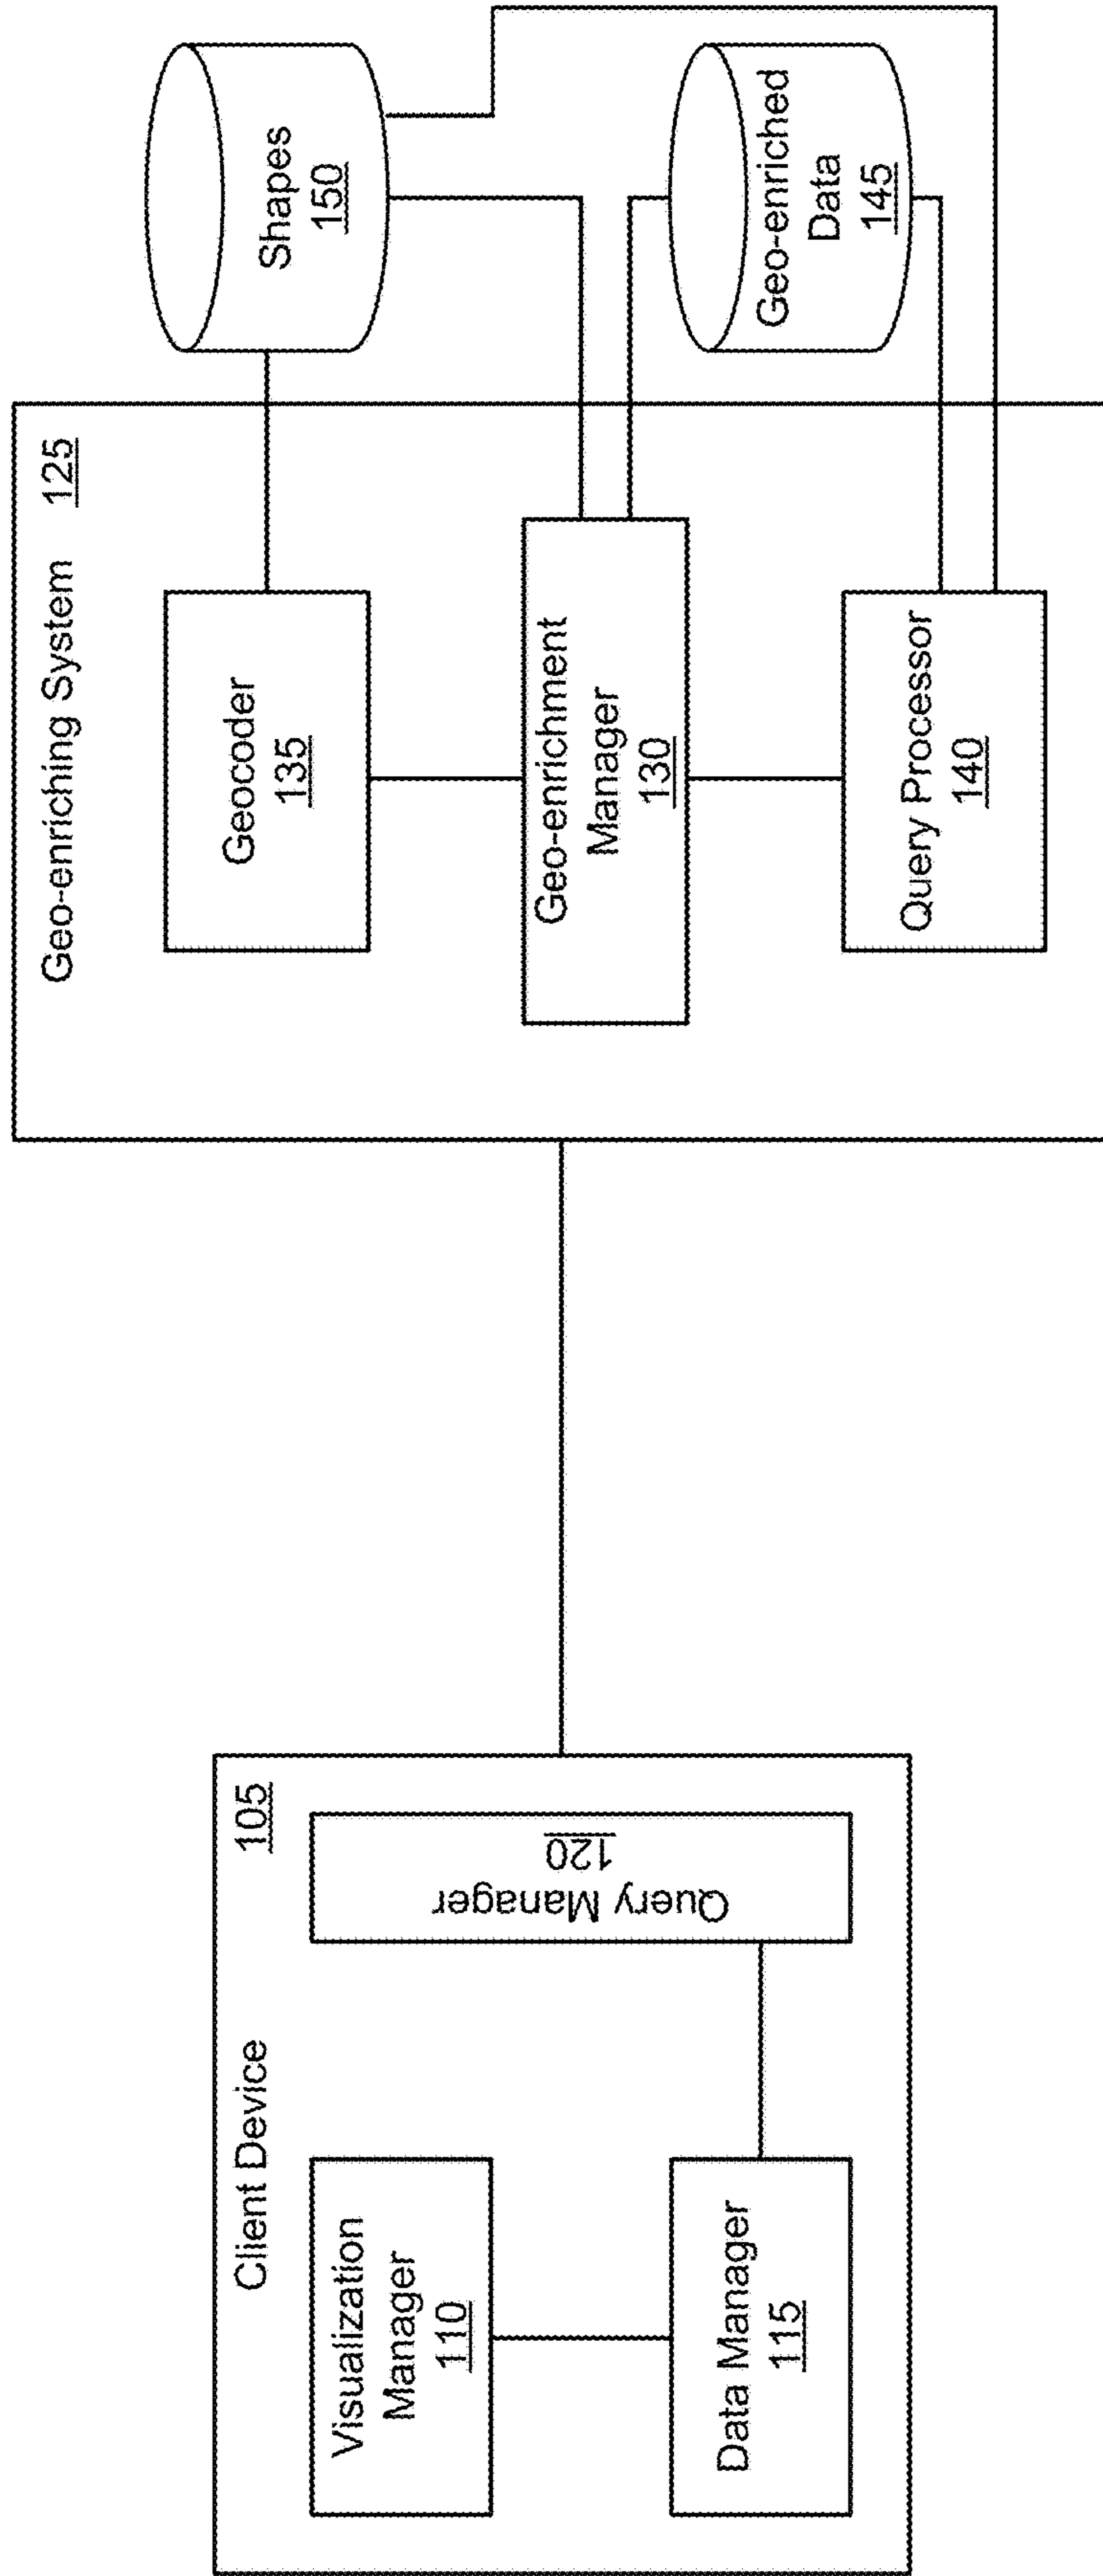 Client Device
105
Visualization
Manager
110
Data Manager
115
Query Manager
120
Geo-enriching System
125
Geocoder
135
Geo-enrichment
Manager
130
Query Processor
140
Shapes
150
Geo-enriched
Data
145